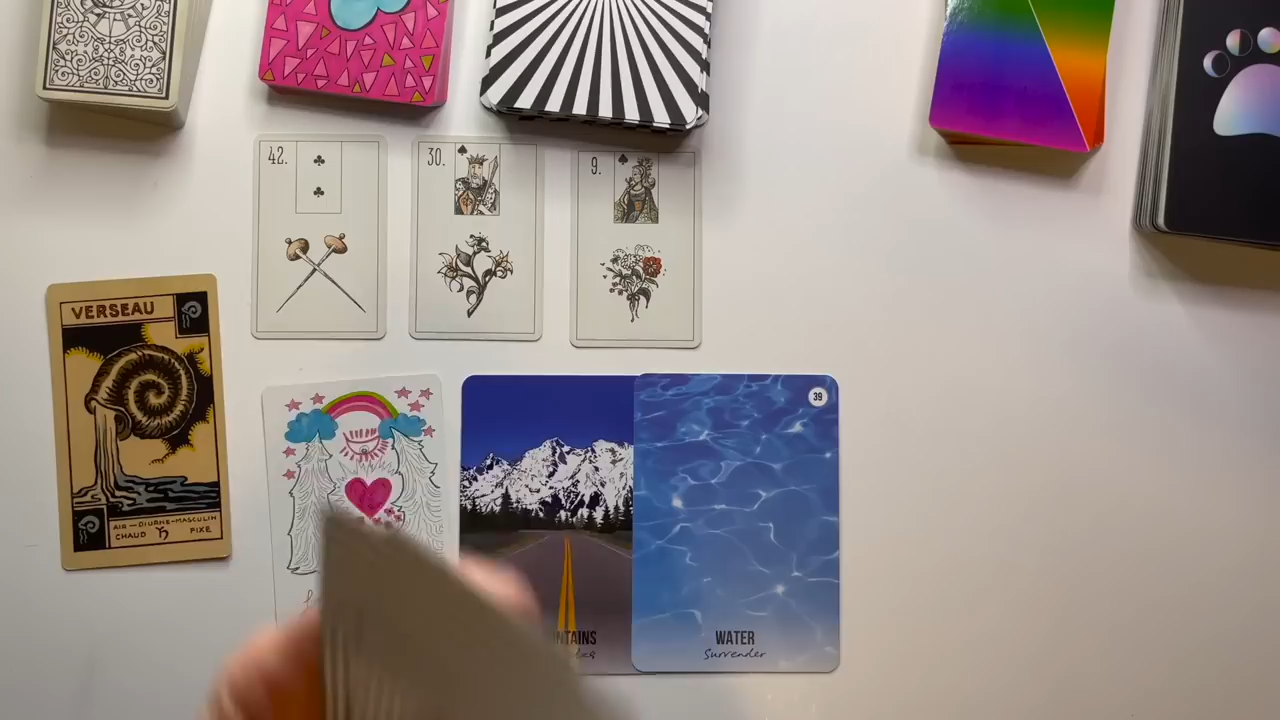 42.
30.
9.
VERSEAU
AIR — DIURNE-MASCULIN
CHAUD ♄ FIXE
39
WATER
Surrender